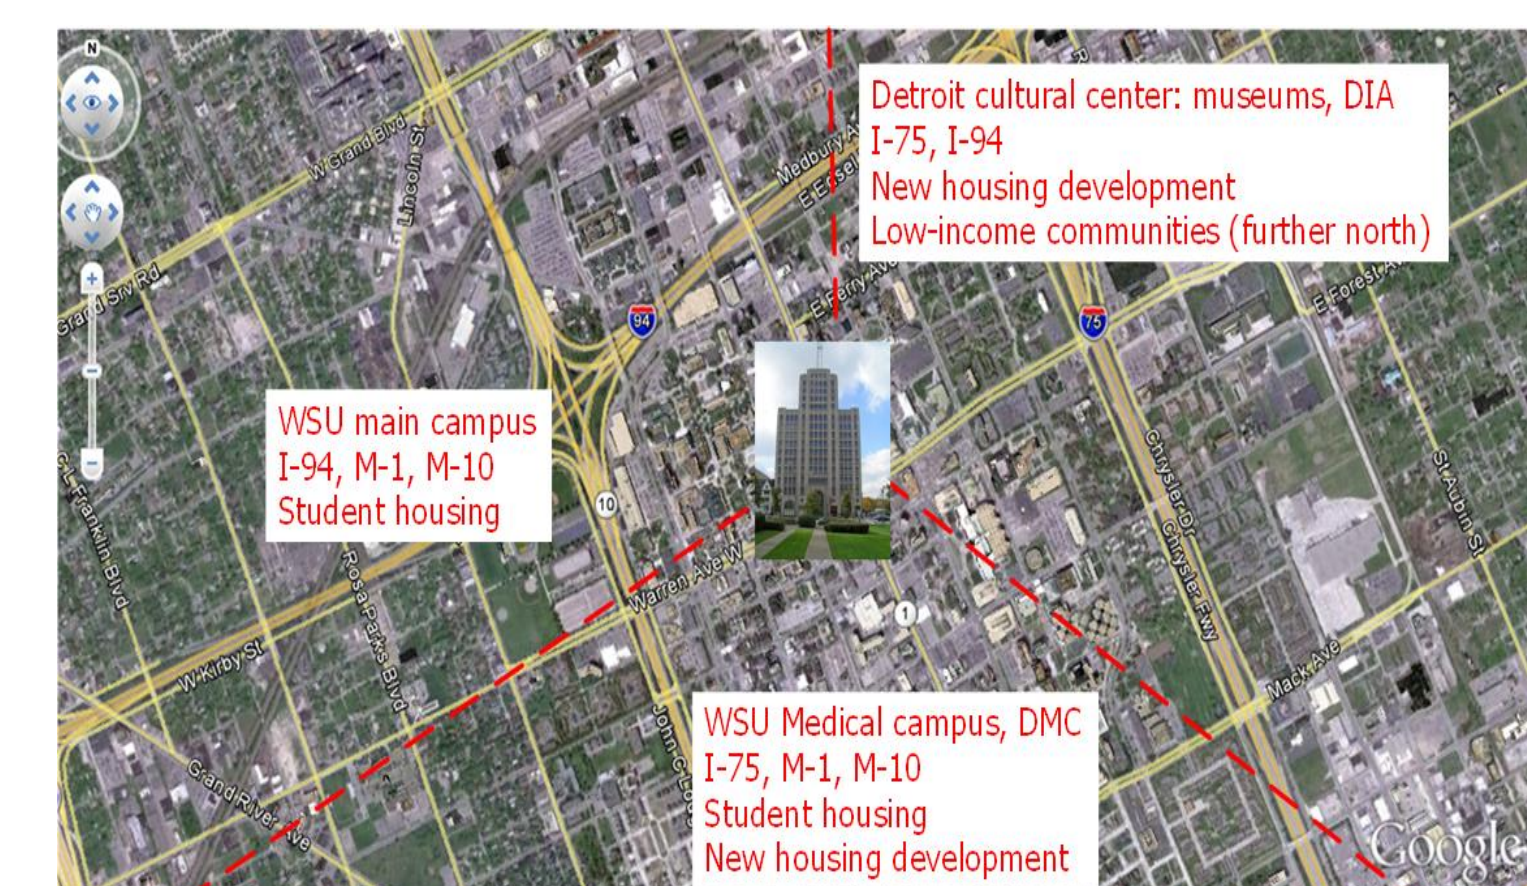 N
W Grand Blvd
Lincoln St
Medbury A
E Ferry Ave
Detroit cultural center: museums, DIA
I-75, I-94
New housing development
Low-income communities (further north)
Grand Srv Rd
E Forest A
94
75
WSU main campus
I-94, M-1, M-10
Student housing
10
C L Franklin Blvd
Rosa Parks Blvd
Warren Ave W
Chrysler Dr
Chrysler Fwy
St Aubin St
1
W Kirby St
Mack Ave
John C Lo
Grand River Ave
WSU Medical campus, DMC
I-75, M-1, M-10
Student housing
New housing development
Google